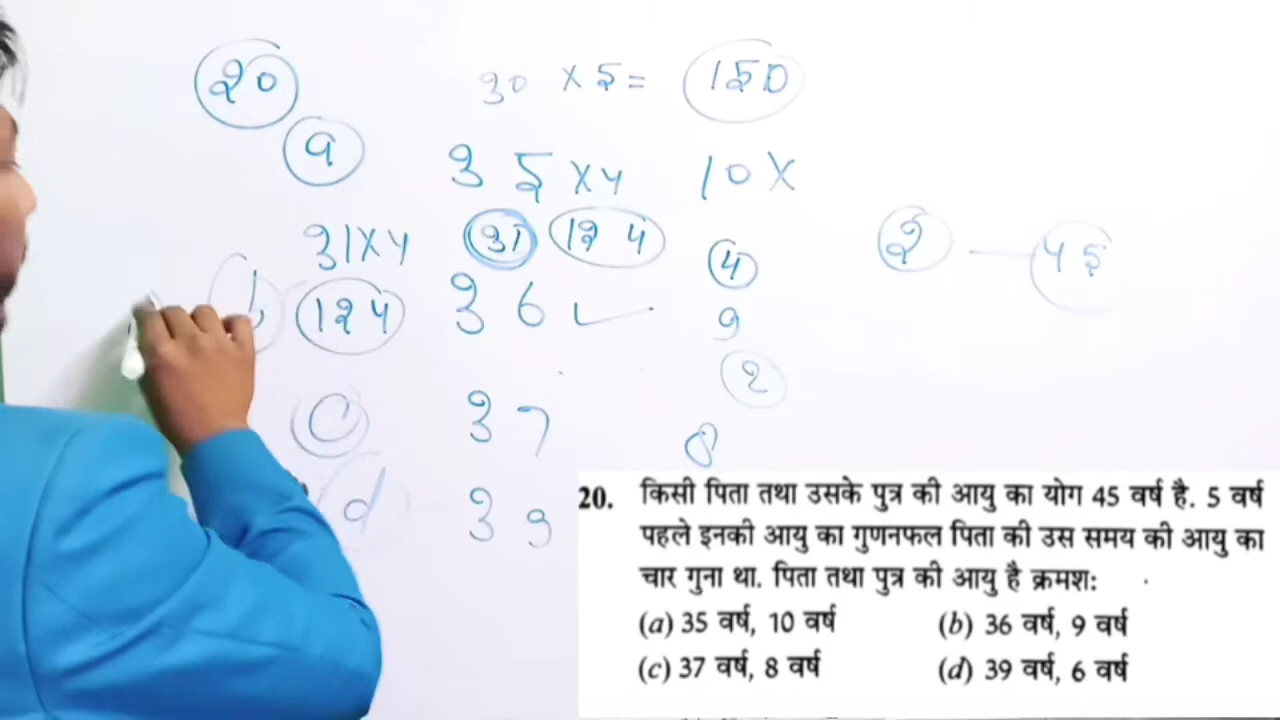 20
30 × 5 = 150
a 35 × 4 10 ×
31 × 4 31 124 4
2 — 45
b 124 36 ✓ 9
2
c 37 8
d 39
20. किसी पिता तथा उसके पुत्र की आयु का योग 45 वर्ष है. 5 वर्ष
पहले इनकी आयु का गुणनफल पिता की उस समय की आयु का
चार गुना था. पिता तथा पुत्र की आयु है क्रमश:
(a) 35 वर्ष, 10 वर्ष (b) 36 वर्ष, 9 वर्ष
(c) 37 वर्ष, 8 वर्ष (d) 39 वर्ष, 6 वर्ष